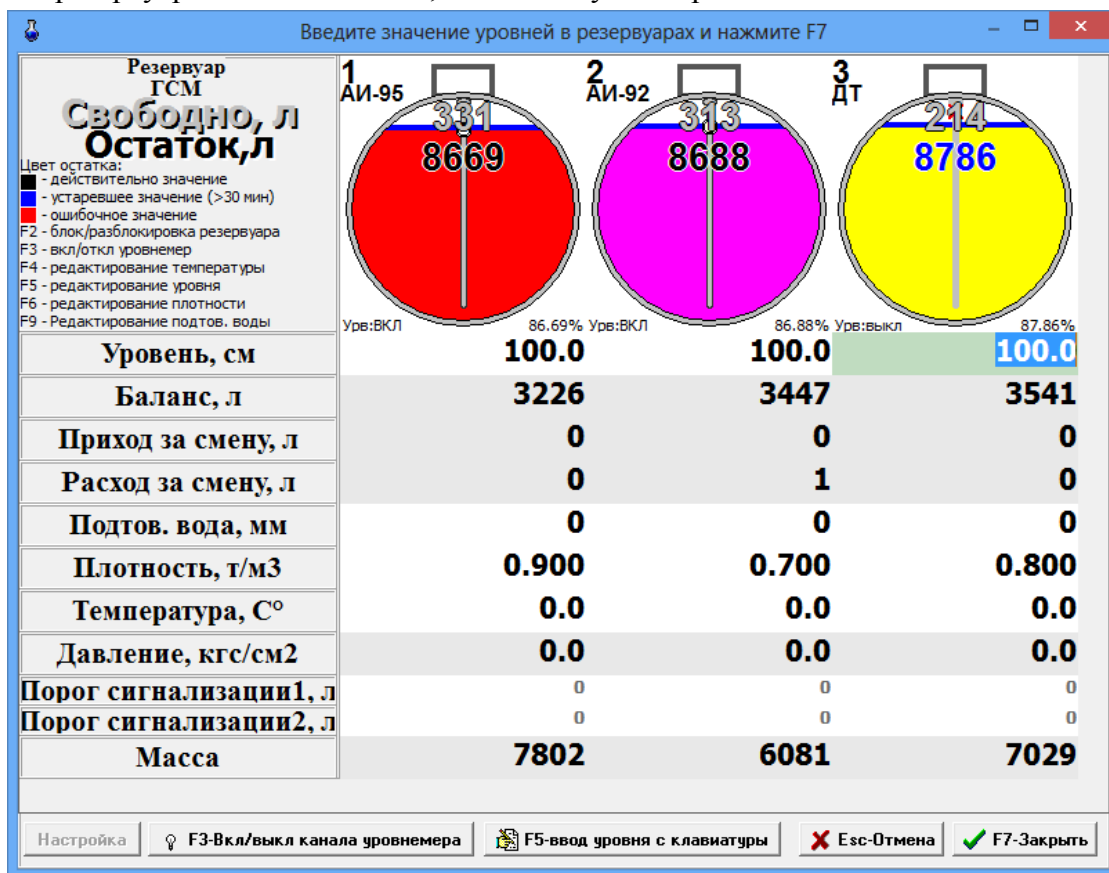 Введите значение уровней в резервуарах и нажмите F7
Резервуар
ГСМ
Свободно, л
Остаток,л
Цвет остатка:
- действительно значение
- устаревшее значение (>30 мин)
- ошибочное значение
F2 - блок/разблокировка резервуара
F3 - вкл/откл уровнемер
F4 - редактирование температуры
F5 - редактирование уровня
F6 - редактирование плотности
F9 - Редактирование подтов. воды
1
АИ-95
331
8669
Урв:ВКЛ 86.69%
2
АИ-92
313
8688
Урв:ВКЛ 86.88%
3
ДТ
214
8786
Урв:выкл 87.86%
Уровень, см 100.0 100.0 100.0
Баланс, л 3226 3447 3541
Приход за смену, л 0 0 0
Расход за смену, л 0 1 0
Подтов. вода, мм 0 0 0
Плотность, т/м3 0.900 0.700 0.800
Температура, С° 0.0 0.0 0.0
Давление, кгс/см2 0.0 0.0 0.0
Порог сигнализации1, л 0 0 0
Порог сигнализации2, л 0 0 0
Масса 7802 6081 7029
Настройка F3-Вкл/выкл канала уровнемера F5-ввод уровня с клавиатуры Esc-Отмена F7-Закрыть